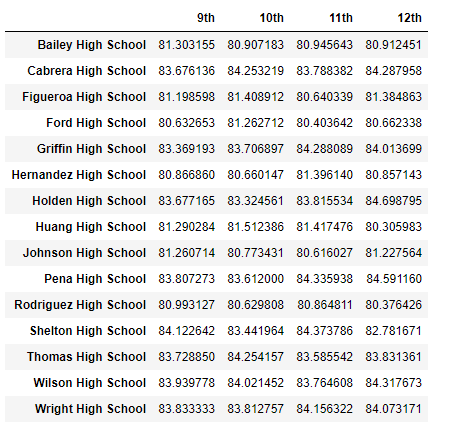 9th 10th 11th 12th
Bailey High School 81.303155 80.907183 80.945643 80.912451
Cabrera High School 83.676136 84.253219 83.788382 84.287958
Figueroa High School 81.198598 81.408912 80.640339 81.384863
Ford High School 80.632653 81.262712 80.403642 80.662338
Griffin High School 83.369193 83.706897 84.288089 84.013699
Hernandez High School 80.866860 80.660147 81.396140 80.857143
Holden High School 83.677165 83.324561 83.815534 84.698795
Huang High School 81.290284 81.512386 81.417476 80.305983
Johnson High School 81.260714 80.773431 80.616027 81.227564
Pena High School 83.807273 83.612000 84.335938 84.591160
Rodriguez High School 80.993127 80.629808 80.864811 80.376426
Shelton High School 84.122642 83.441964 84.373786 82.781671
Thomas High School 83.728850 84.254157 83.585542 83.831361
Wilson High School 83.939778 84.021452 83.764608 84.317673
Wright High School 83.833333 83.812757 84.156322 84.073171